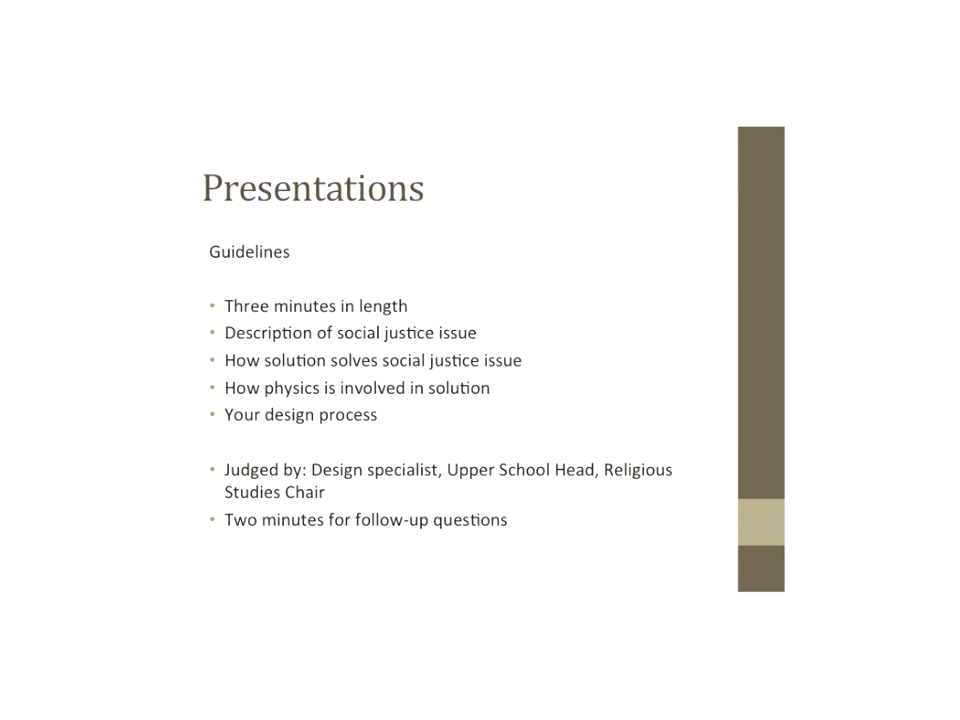 Presentations
Guidelines
• Three minutes in length
• Description of social justice issue
• How solution solves social justice issue
• How physics is involved in solution
• Your design process
• Judged by: Design specialist, Upper School Head, Religious
Studies Chair
• Two minutes for follow-up questions